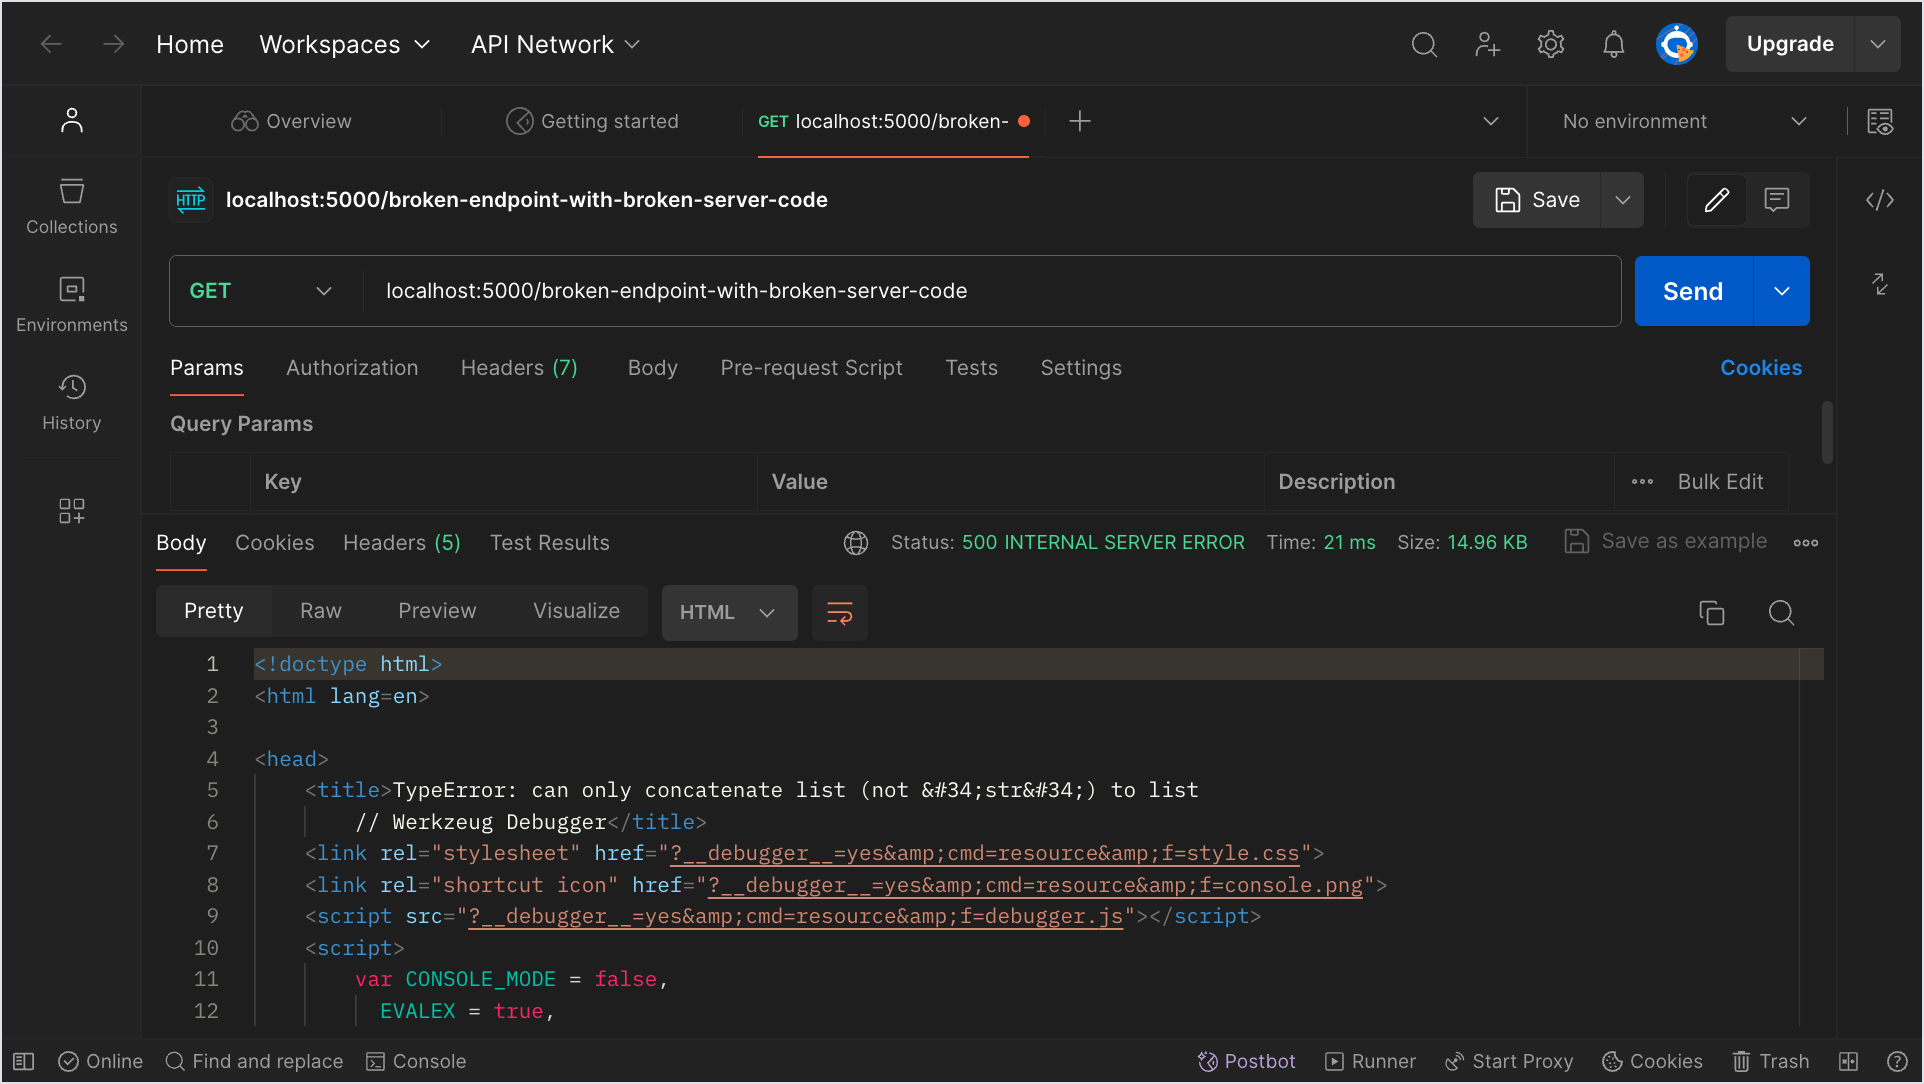 Home Workspaces API Network Upgrade
Overview Getting started GET localhost:5000/broken- No environment
HTTP localhost:5000/broken-endpoint-with-broken-server-code Save
Collections
Environments
History
GET localhost:5000/broken-endpoint-with-broken-server-code Send
Params Authorization Headers (7) Body Pre-request Script Tests Settings Cookies
Query Params
Key Value Description Bulk Edit
Body Cookies Headers (5) Test Results Status: 500 INTERNAL SERVER ERROR Time: 21 ms Size: 14.96 KB Save as example
Pretty Raw Preview Visualize HTML
1 <!doctype html>
2 <html lang=en>
3
4 <head>
5 <title>TypeError: can only concatenate list (not &#34;str&#34;) to list
6 // Werkzeug Debugger</title>
7 <link rel="stylesheet" href="?__debugger__=yes&amp;cmd=resource&amp;f=style.css">
8 <link rel="shortcut icon" href="?__debugger__=yes&amp;cmd=resource&amp;f=console.png">
9 <script src="?__debugger__=yes&amp;cmd=resource&amp;f=debugger.js"></script>
10 <script>
11 var CONSOLE_MODE = false,
12 EVALEX = true,
Online Find and replace Console Postbot Runner Start Proxy Cookies Trash